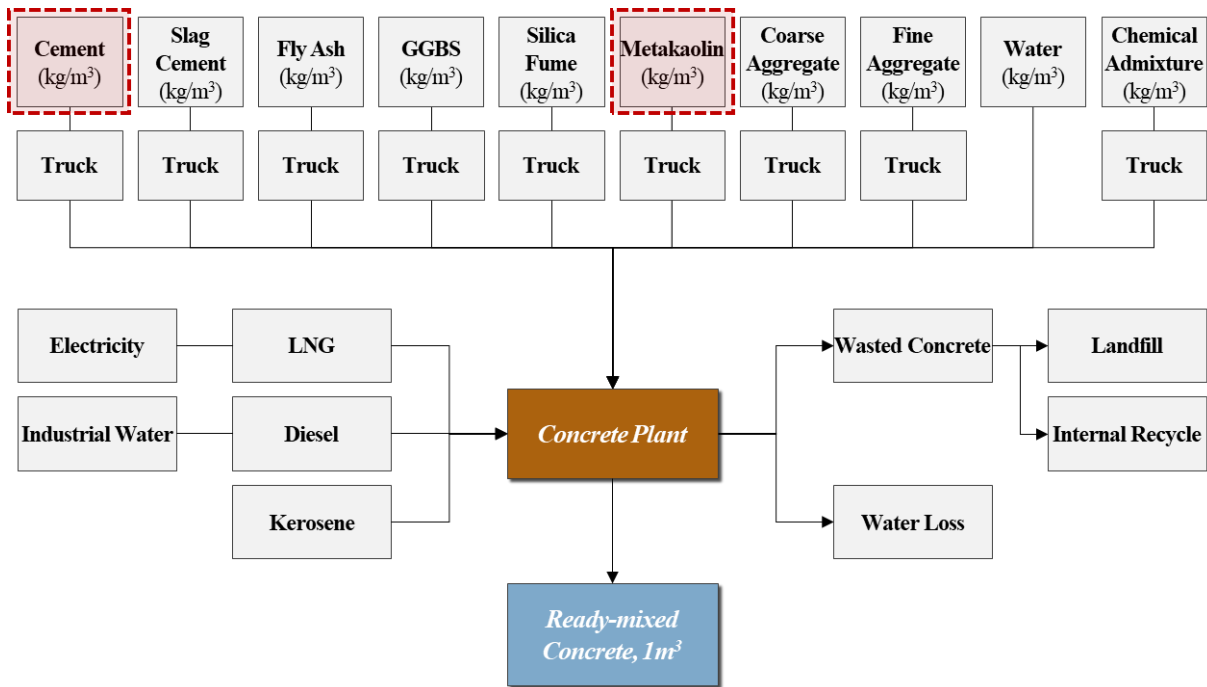 Cement
(kg/m³)
Slag
Cement
(kg/m³)
Fly Ash
(kg/m³)
GGBS
(kg/m³)
Silica
Fume
(kg/m³)
Metakaolin
(kg/m³)
Coarse
Aggregate
(kg/m³)
Fine
Aggregate
(kg/m³)
Water
(kg/m³)
Chemical
Admixture
(kg/m³)
Truck
Truck
Truck
Truck
Truck
Truck
Truck
Truck
Truck
Electricity
LNG
Wasted Concrete
Landfill
Industrial Water
Diesel
Concrete Plant
Internal Recycle
Kerosene
Water Loss
Ready-mixed
Concrete, 1m³